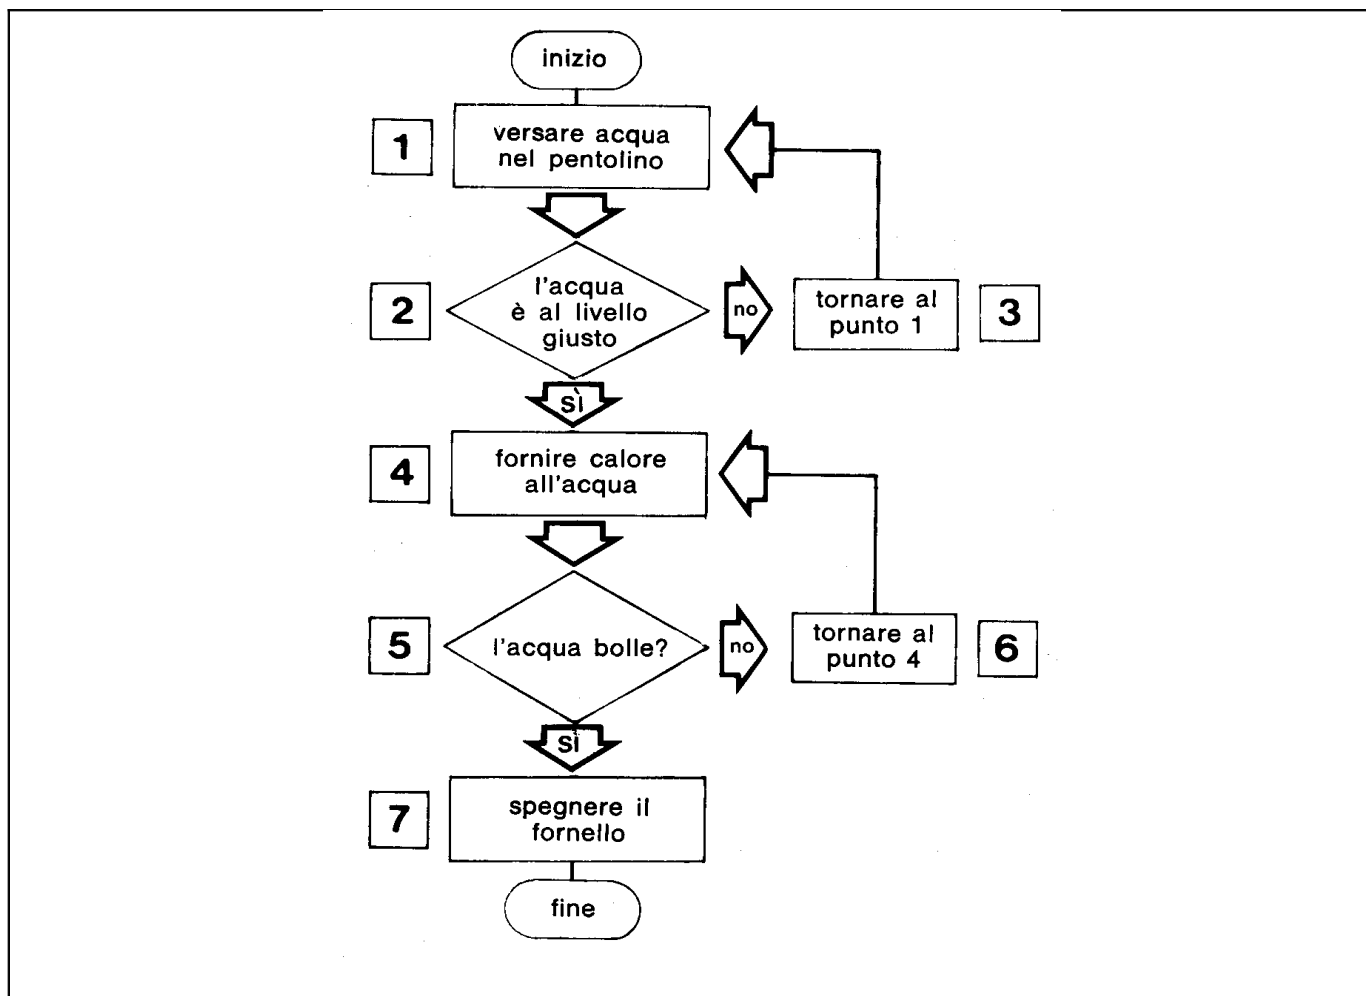 inizio
1
versare acqua
nel pentolino
2
l'acqua
è al livello
giusto
no
tornare al
punto 1
3
SÌ
4
fornire calore
all'acqua
5
l'acqua bolle?
no
tornare al
punto 4
6
SÌ
7
spegnere il
fornello
fine